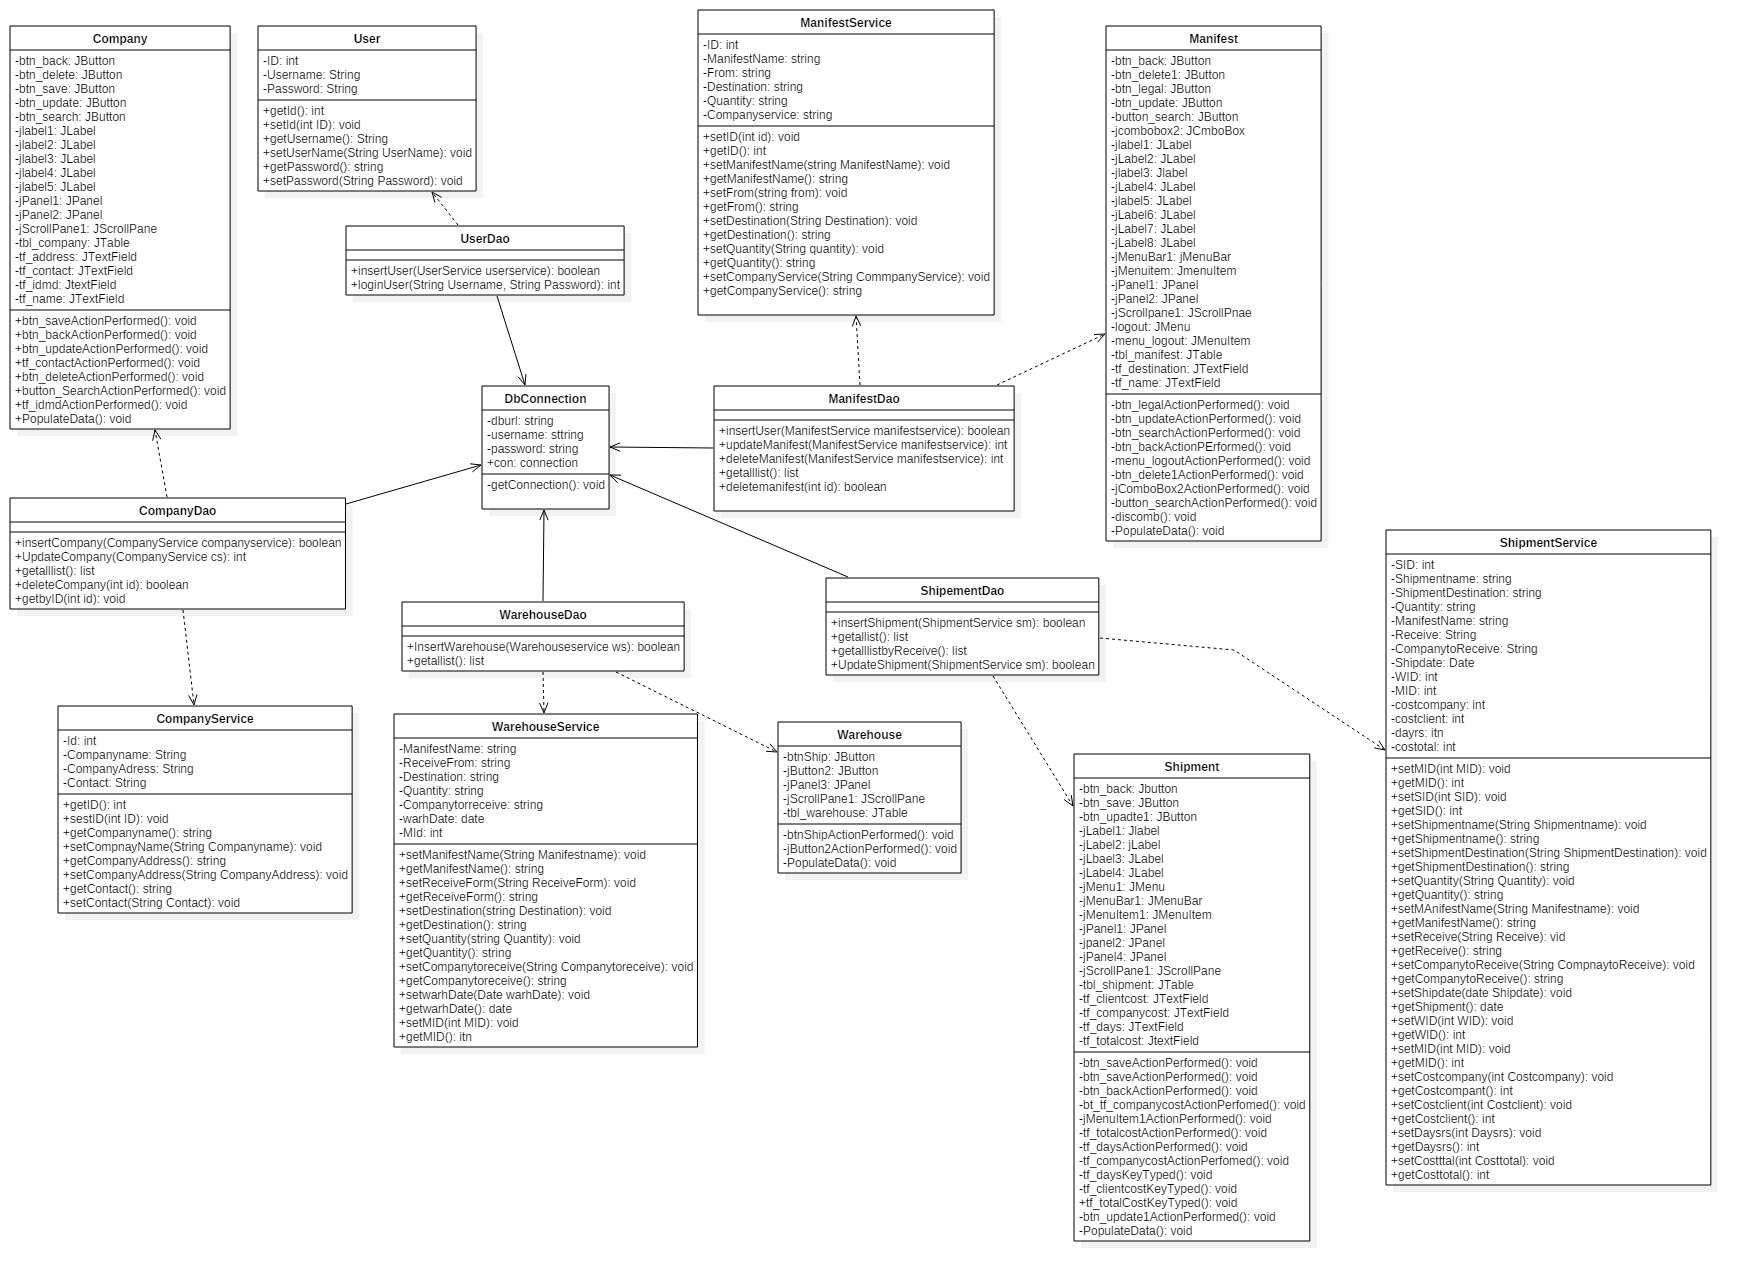 Company
-btn_back: JButton
-btn_delete: JButton
-btn_save: JButton
-btn_update: JButton
-btn_search: JButton
-jlabel1: JLabel
-jlabel2: JLabel
-jlabel3: JLabel
-jlabel4: JLabel
-jlabel5: JLabel
-jPanel1: JPanel
-jPanel2: JPanel
-jScrollPane1: JScrollPane
-tbl_company: JTable
-tf_address: JTextField
-tf_contact: JTextField
-tf_idmd: JtextField
-tf_name: JTextField
+btn_saveActionPerformed(): void
+btn_backActionPerformed(): void
+btn_updateActionPerformed(): void
+tf_contactActionPerformed(): void
+btn_deleteActionPerformed(): void
+button_SearchActionPerformed(): void
+tf_idmdActionPerformed(): void
+PopulateData(): void
User
-ID: int
-Username: String
-Password: String
+getId(): int
+setId(int ID): void
+getUsername(): String
+setUserName(String UserName): void
+getPassword(): string
+setPassword(String Password): void
ManifestService
-ID: int
-ManifestName: string
-From: string
-Destination: string
-Quantity: string
-Companyservice: string
+setID(int id): void
+getID(): int
+setManifestName(string ManifestName): void
+getManifestName(): string
+setFrom(string from): void
+getFrom(): string
+setDestination(String Destination): void
+getDestination(): string
+setQuantity(String quantity): void
+getQuantity(): string
+setCompanyService(String CommpanyService): void
+getCompanyService(): string
Manifest
-btn_back: JButton
-btn_delete1: JButton
-btn_legal: JButton
-btn_update: JButton
-button_search: JButton
-jcombobox2: JCmboBox
-jlabel1: JLabel
-jLabel2: JLabel
-jlabel3: Jlabel
-jLabel4: JLabel
-jlabel5: JLabel
-jLabel6: JLabel
-jLabel7: JLabel
-jLabel8: JLabel
-jMenuBar1: jMenuBar
-jMenuitem: JmenuItem
-jPanel1: JPanel
-jPanel2: JPanel
-jScrollpane1: JScrollPnae
-logout: JMenu
-menu_logout: JMenuItem
-tbl_manifest: JTable
-tf_destination: JTextField
-tf_name: JTextField
-btn_legalActionPerformed(): void
-btn_updateActionPerformed(): void
-btn_searchActionPerformed(): void
-btn_backActionPErformed(): void
-menu_logoutActionPerformed(): void
-btn_delete1ActionPerformed(): void
-jComboBox2ActionPerformed(): void
-button_searchActionPerformed(): void
-discomb(): void
-PopulateData(): void
UserDao
+insertUser(UserService userservice): boolean
+loginUser(String Username, String Password): int
DbConnection
-dburl: string
-username: sttring
-password: string
+con: connection
-getConnection(): void
ManifestDao
+insertUser(ManifestService manifestservice): boolean
+updateManifest(ManifestService manifestservice): int
+deleteManifest(ManifestService manifestservice): int
+getalllist(): list
+deletemanifest(int id): boolean
CompanyDao
+insertCompany(CompanyService companyservice): boolean
+UpdateCompany(CompanyService cs): int
+getalllist(): list
+deleteCompany(int id): boolean
+getbyID(int id): void
WarehouseDao
+InsertWarehouse(Warehouseservice ws): boolean
+getallist(): list
ShipementDao
+insertShipment(ShipmentService sm): boolean
+getallist(): list
+getalllistbyReceive(): list
+UpdateShipment(ShipmentService sm): boolean
ShipmentService
-SID: int
-Shipmentname: string
-ShipmentDestination: string
-Quantity: string
-ManifestName: string
-Receive: String
-CompanytoReceive: String
-Shipdate: Date
-WID: int
-MID: int
-costcompany: int
-costclient: int
-dayrs: itn
-costotal: int
+setMID(int MID): void
+getMID(): int
+setSID(int SID): void
+getSID(): int
+setShipmentname(String Shipmentname): void
+getShipmentname(): string
+setShipmentDestination(String ShipmentDestination): void
+getShipmentDestination(): string
+setQuantity(String Quantity): void
+getQuantity(): string
+setMAnifestName(String Manifestname): void
+getManifestName(): string
+setReceive(String Receive): vid
+getReceive(): string
+setCompanytoReceive(String CompnaytoReceive): void
+getCompanytoReceive(): string
+setShipdate(date Shipdate): void
+getShipment(): date
+setWID(int WID): void
+getWID(): int
+setMID(int MID): void
+getMID(): int
+setCostcompany(int Costcompany): void
+getCostcompant(): int
+setCostclient(int Costclient): void
+getCostclient(): int
+setDaysrs(int Daysrs): void
+getDaysrs(): int
+setCostttal(int Costtotal): void
+getCosttotal(): int
CompanyService
-Id: int
-Companyname: String
-CompanyAdress: String
-Contact: String
+getID(): int
+sestID(int ID): void
+getCompanyname(): string
+setCompnayName(String Companyname): void
+getCompanyAddress(): string
+setCompanyAddress(String CompanyAddress): void
+getContact(): string
+setContact(String Contact): void
WarehouseService
-ManifestName: string
-ReceiveFrom: string
-Destination: string
-Quantity: string
-Companytorreceive: string
-warhDate: date
-MId: int
+setManifestName(String Manifestname): void
+getManifestName(): string
+setReceiveForm(String ReceiveForm): void
+getReceiveForm(): string
+setDestination(string Destination): void
+getDestination(): string
+setQuantity(string Quantity): void
+getQuantity(): string
+setCompanytoreceive(String Companytoreceive): void
+getCompanytoreceive(): string
+setwarhDate(Date warhDate): void
+getwarhDate(): date
+setMID(int MID): void
+getMID(): itn
Warehouse
-btnShip: JButton
-jButton2: JButton
-jPanel3: JPanel
-jScrollPane1: JScrollPane
-tbl_warehouse: JTable
-btnShipActionPerformed(): void
-jButton2ActionPerformed(): void
-PopulateData(): void
Shipment
-btn_back: Jbutton
-btn_save: JButton
-btn_upadte1: JButton
-jLabel1: Jlabel
-jLabel2: jLabel
-jLbael3: JLabel
-jLabel4: JLabel
-jMenu1: JMenu
-jMenuBar1: JMenuBar
-jMenuItem1: JMenuItem
-jPanel1: JPanel
-jpanel2: JPanel
-jPanel4: JPanel
-jScrollPane1: JScrollPane
-tbl_shipment: JTable
-tf_clientcost: JTextField
-tf_companycost: JTextField
-tf_days: JTextField
-tf_totalcost: JtextField
-btn_saveActionPerformed(): void
-btn_saveActionPerformed(): void
-btn_backActionPerformed(): void
-bt_tf_companycostActionPerfomed(): void
-jMenuItem1ActionPerformed(): void
-tf_totalcostActionPerformed(): void
-tf_daysActionPerformed(): void
-tf_companycostActionPerfomed(): void
-tf_daysKeyTyped(): void
-tf_clientcostKeyTyped(): void
+tf_totalCostKeyTyped(): void
-btn_update1ActionPerformed(): void
-PopulateData(): void